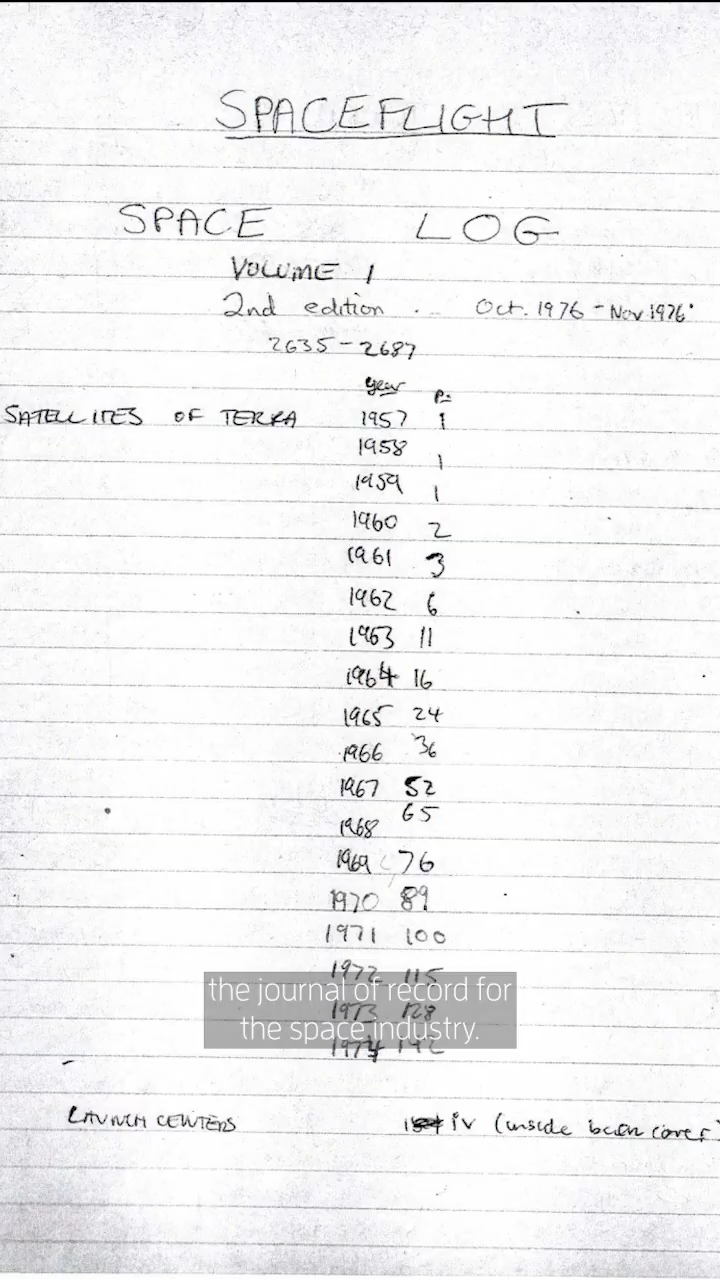 SPACEFLIGHT
SPACE LOG
VOLUME 1
2nd edition ... Oct. 1976 - Nov 1976
2635-2687
year p:
SATELLITES OF TERRA 1957 1
1958 1
1959 1
1960 2
1961 3
1962 6
1963 11
1964 16
1965 24
1966 36
1967 52
1968 65
1969 76
1970 89
1971 100
1972 115
1973 128
1974 142
the journal of record for
the space industry.
LAUNCH CENTERS iv (inside back cover)